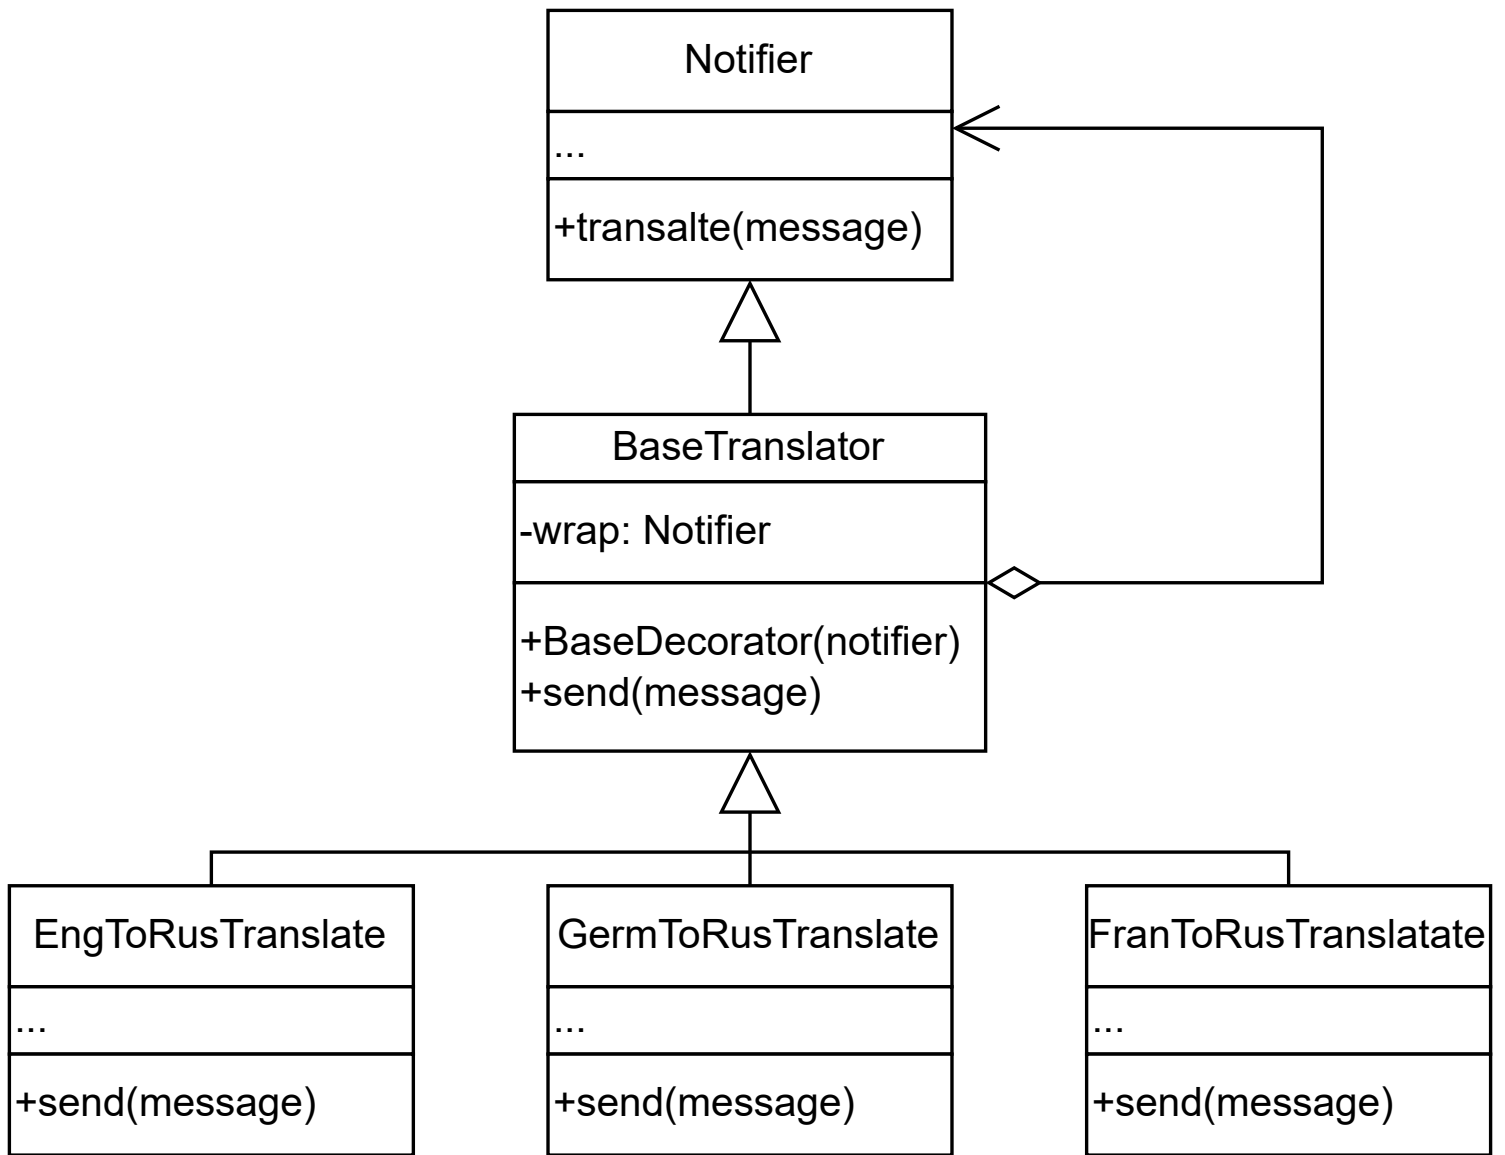 Notifier
...
+transalte(message)
BaseTranslator
-wrap: Notifier
+BaseDecorator(notifier)
+send(message)
EngToRusTranslate
...
+send(message)
GermToRusTranslate
...
+send(message)
FranToRusTranslatate
...
+send(message)